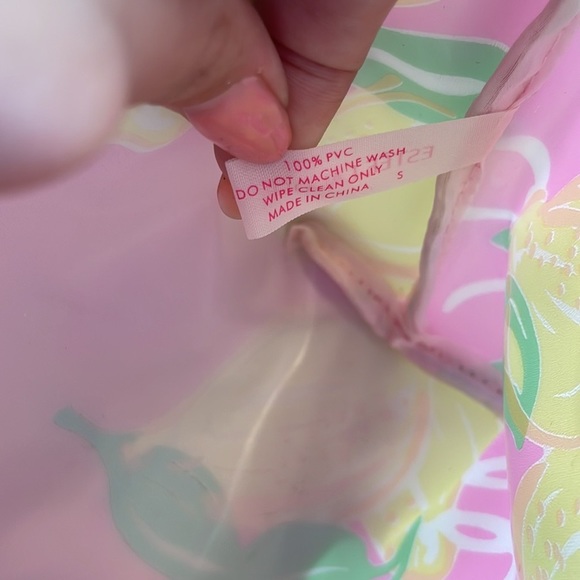 100% PVC
DO NOT MACHINE WASH
WIPE CLEAN ONLY S
MADE IN CHINA